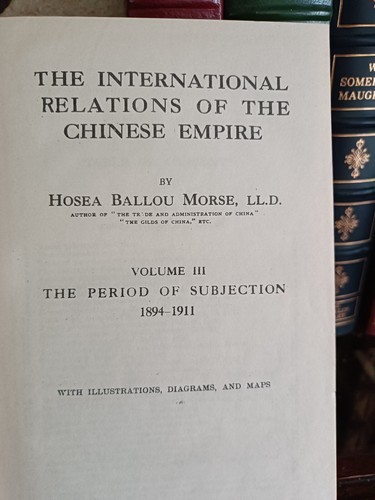 THE INTERNATIONAL
RELATIONS OF THE
CHINESE EMPIRE
BY
HOSEA BALLOU MORSE, LL.D.
AUTHOR OF "THE TRADE AND ADMINISTRATION OF CHINA"
"THE GILDS OF CHINA," ETC.
VOLUME III
THE PERIOD OF SUBJECTION
1894-1911
WITH ILLUSTRATIONS, DIAGRAMS, AND MAPS
W
SOMER
MAUGH